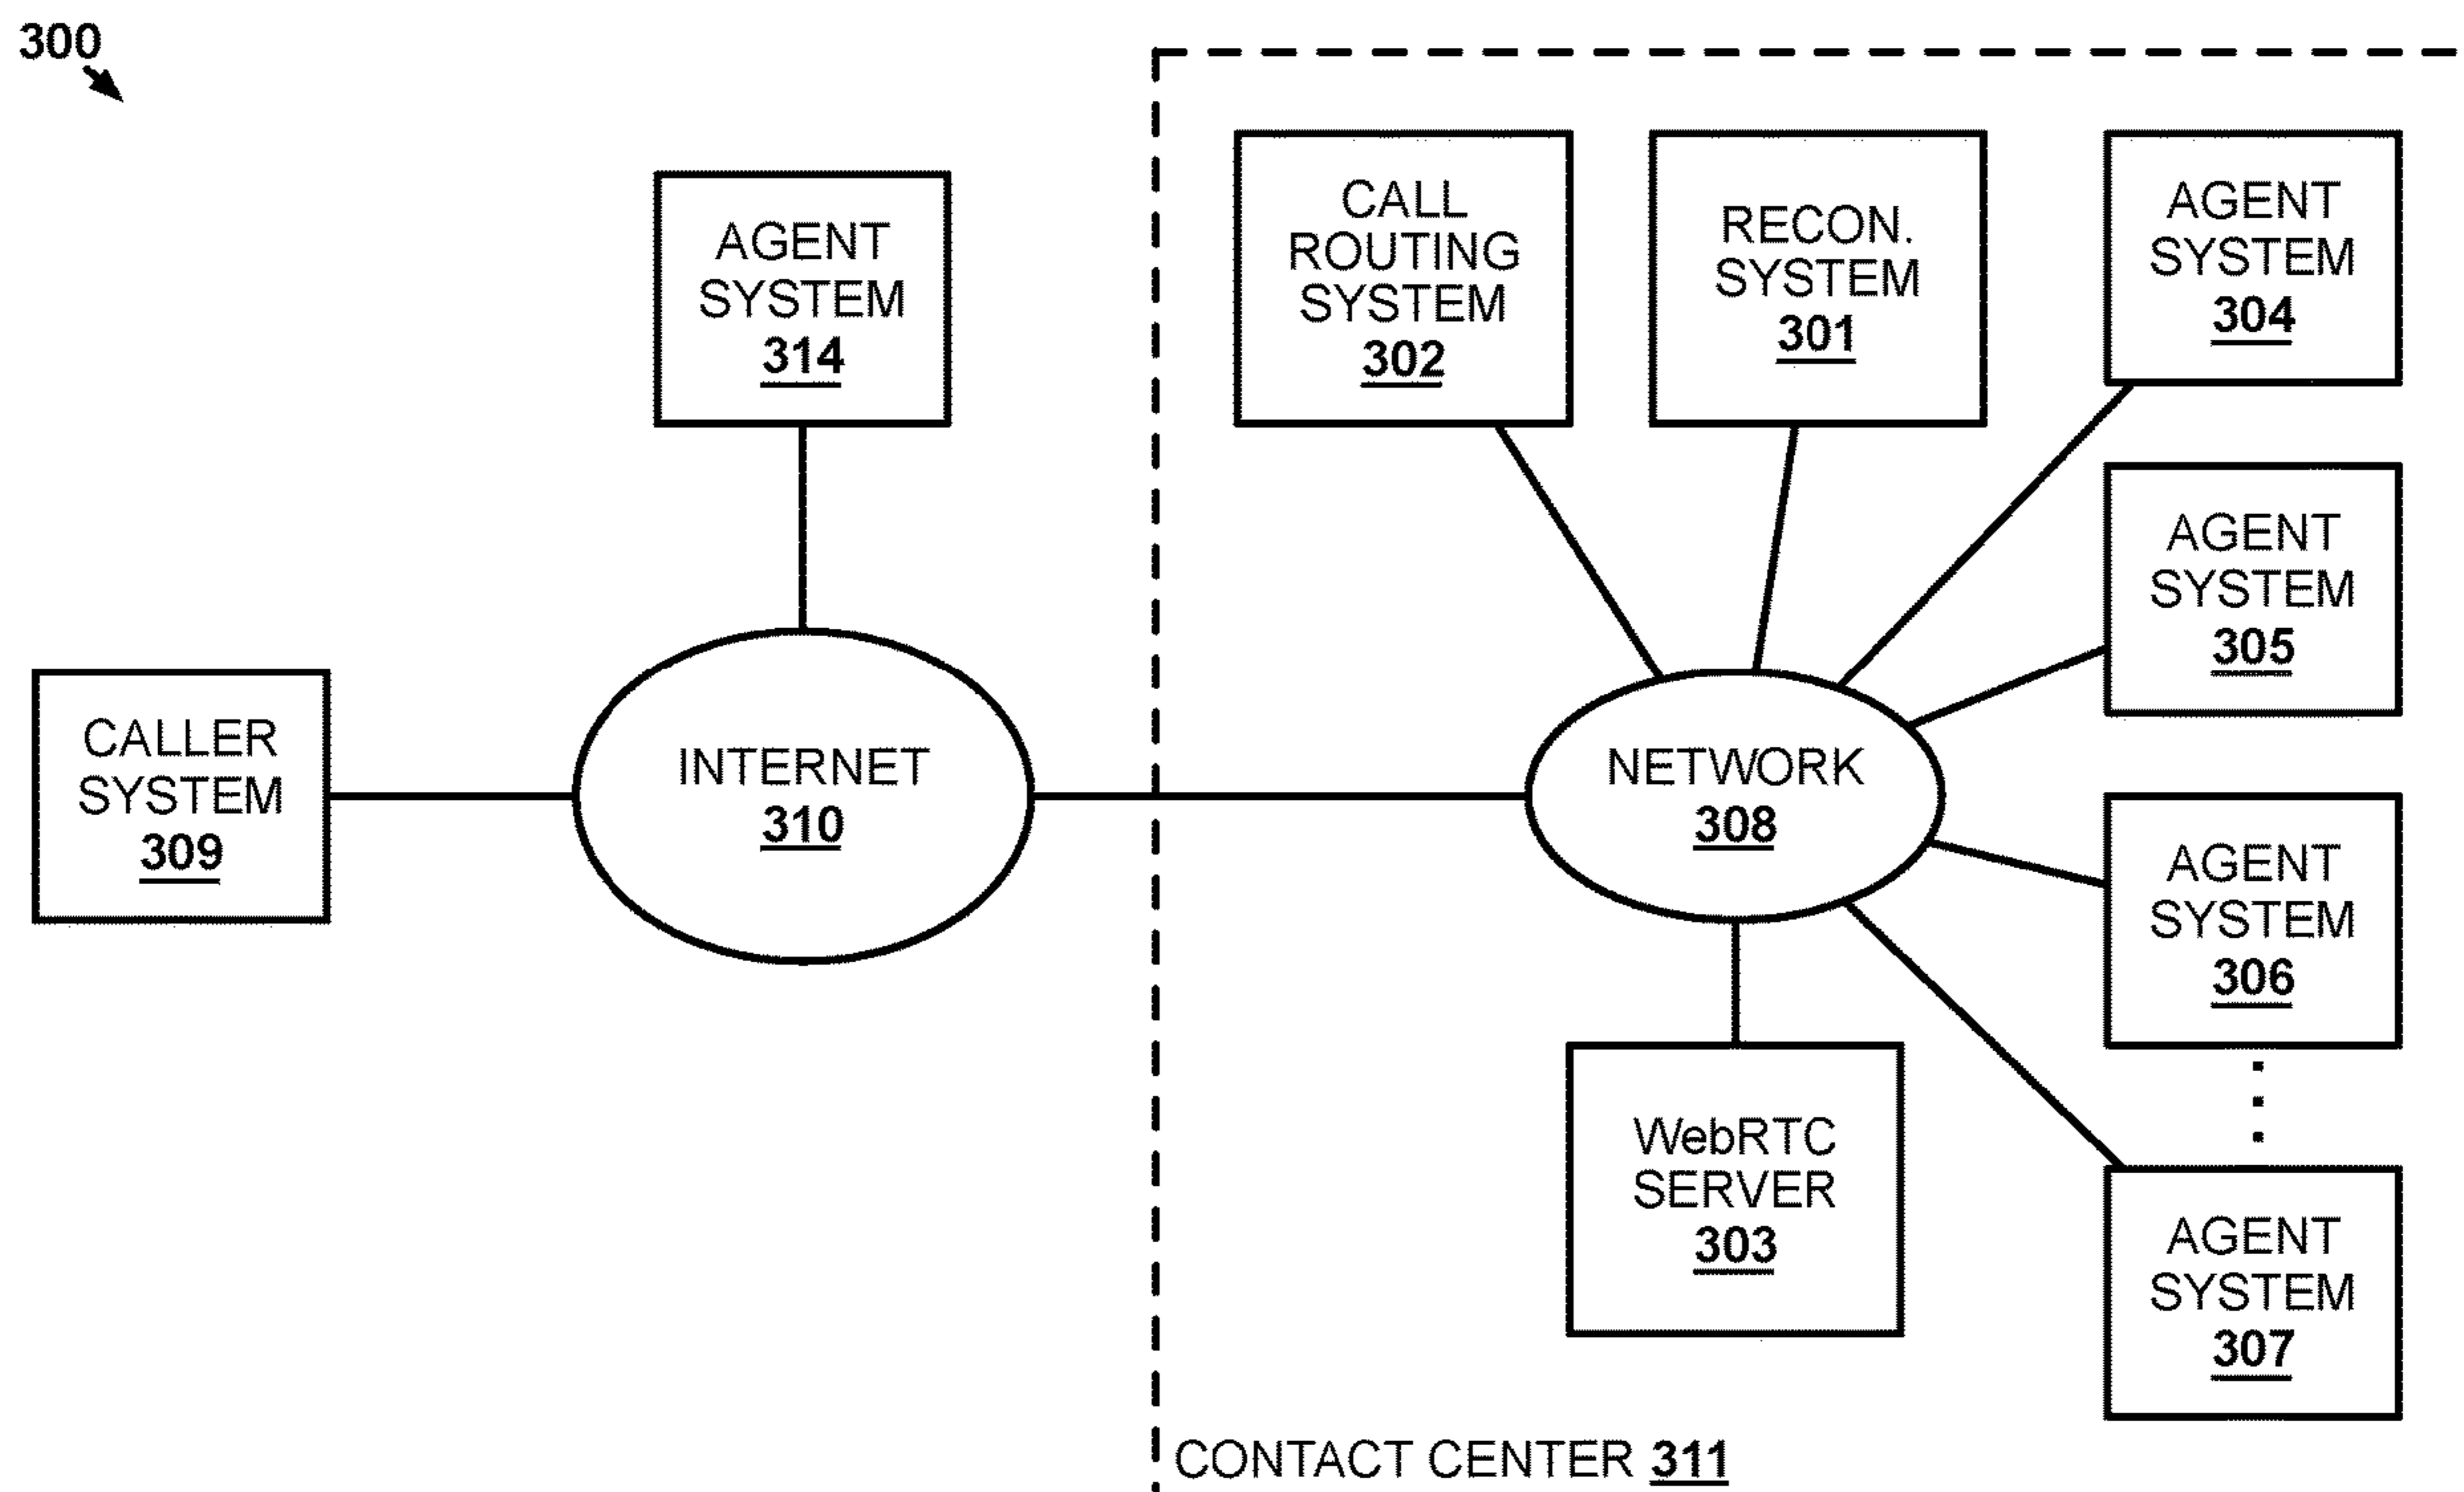 300
AGENT
SYSTEM
314
CALLER
SYSTEM
309
INTERNET
310
CALL
ROUTING
SYSTEM
302
RECON.
SYSTEM
301
AGENT
SYSTEM
304
AGENT
SYSTEM
305
NETWORK
308
AGENT
SYSTEM
306
WebRTC
SERVER
303
AGENT
SYSTEM
307
CONTACT CENTER 311